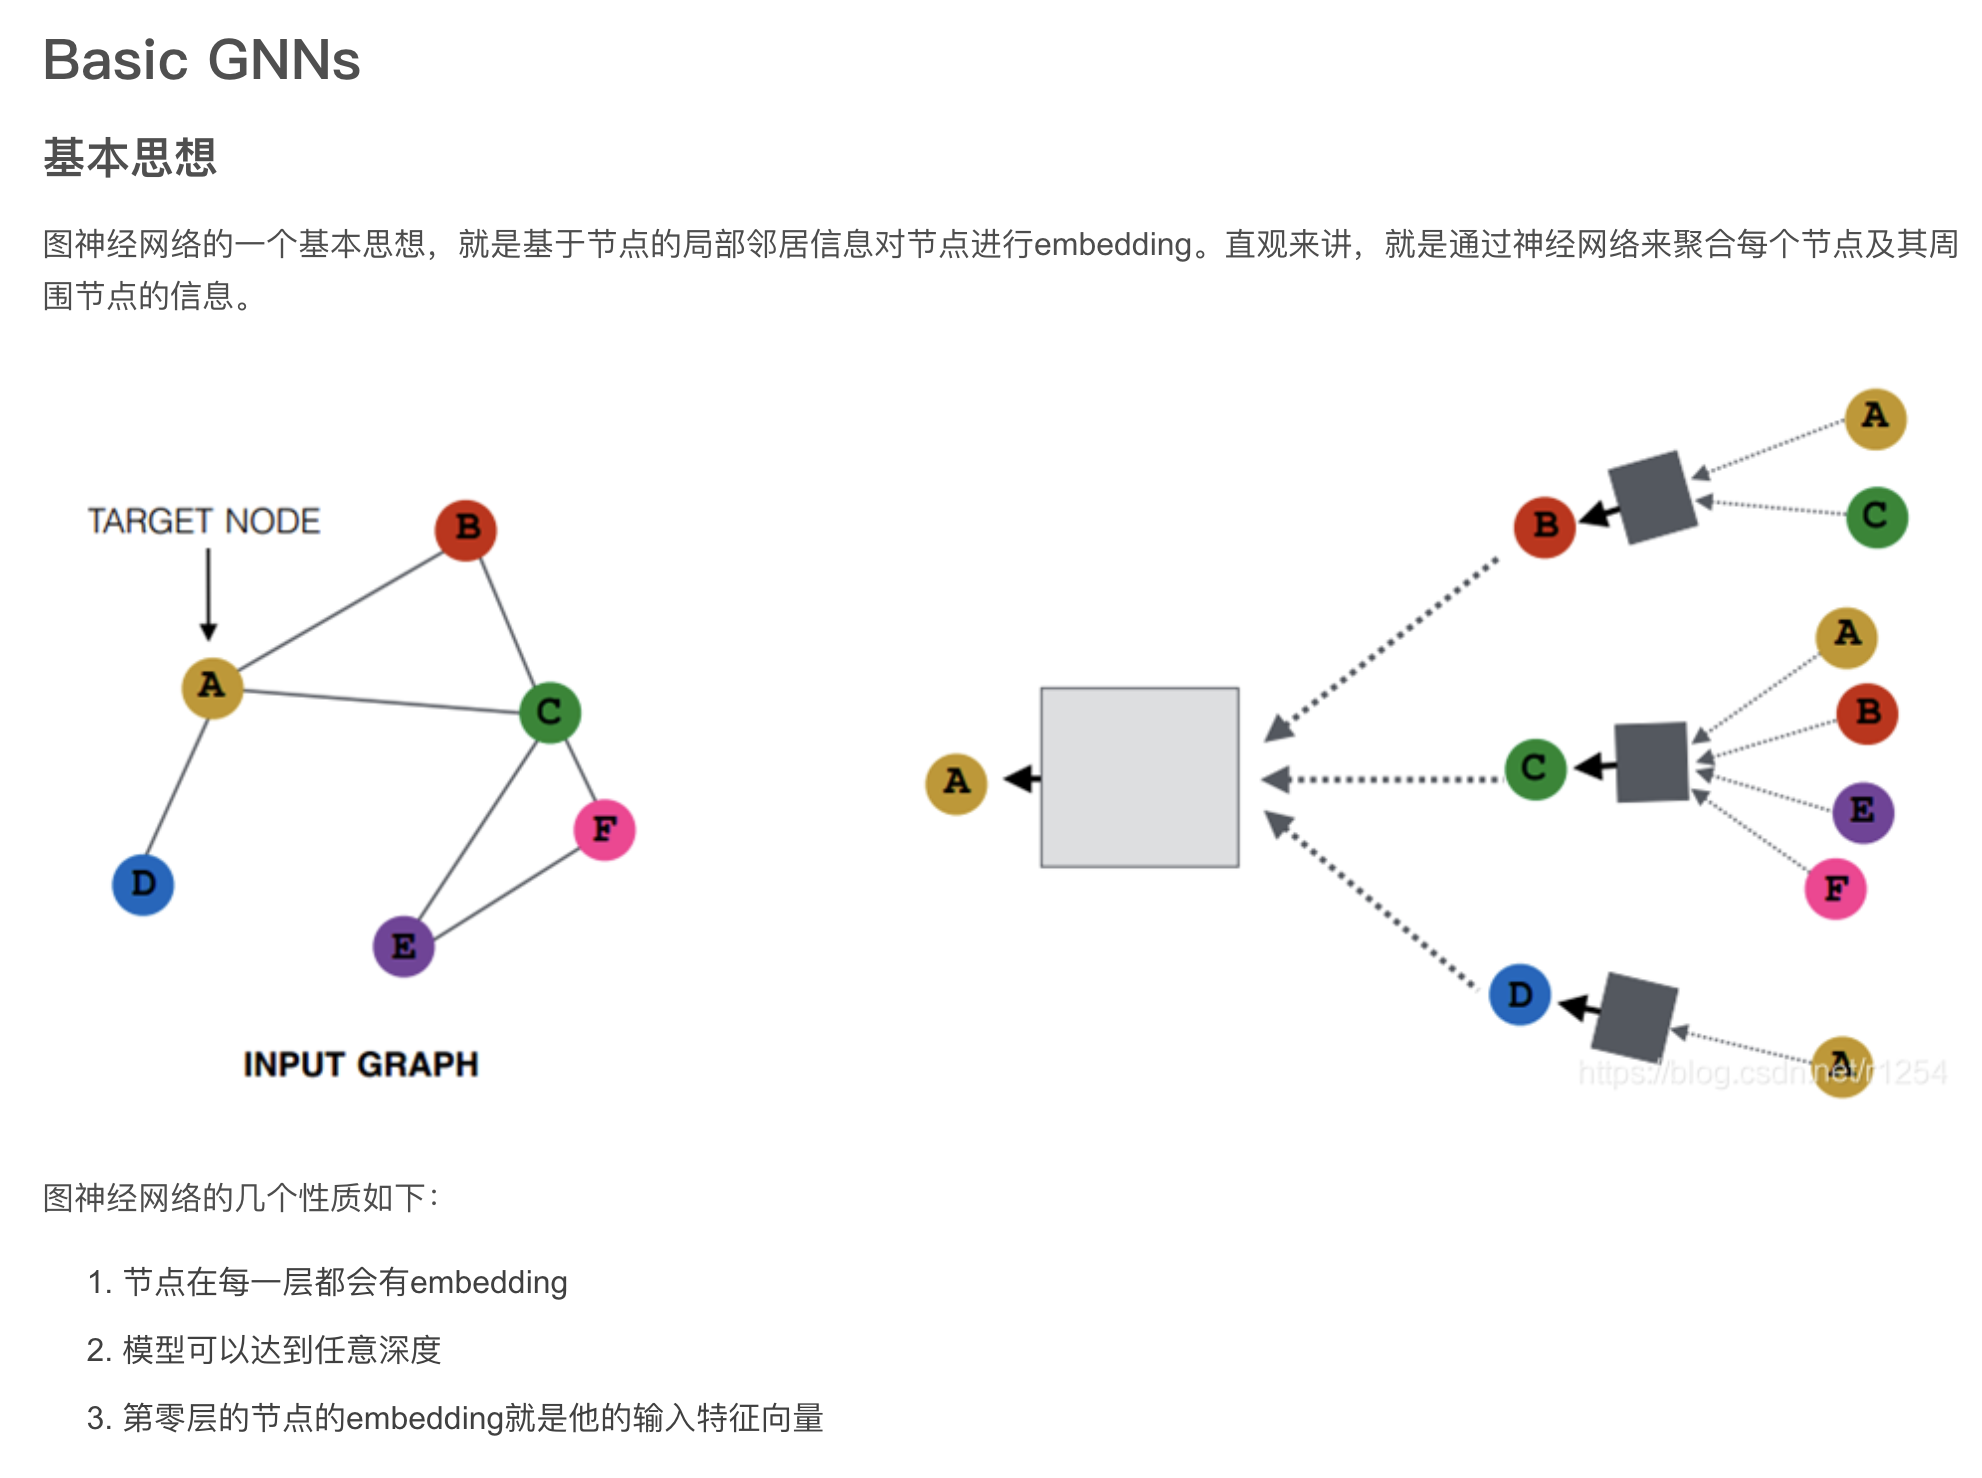 Basic GNNs
基本思想
图神经网络的一个基本思想，就是基于节点的局部邻居信息对节点进行embedding。直观来讲，就是通过神经网络来聚合每个节点及其周
围节点的信息。
TARGET NODE
B
A
C
F
D
E
INPUT GRAPH
A
C
B
A
B
C
A
E
F
D
A
https://blog.csdn.net/r1254
图神经网络的几个性质如下：
1. 节点在每一层都会有embedding
2. 模型可以达到任意深度
3. 第零层的节点的embedding就是他的输入特征向量